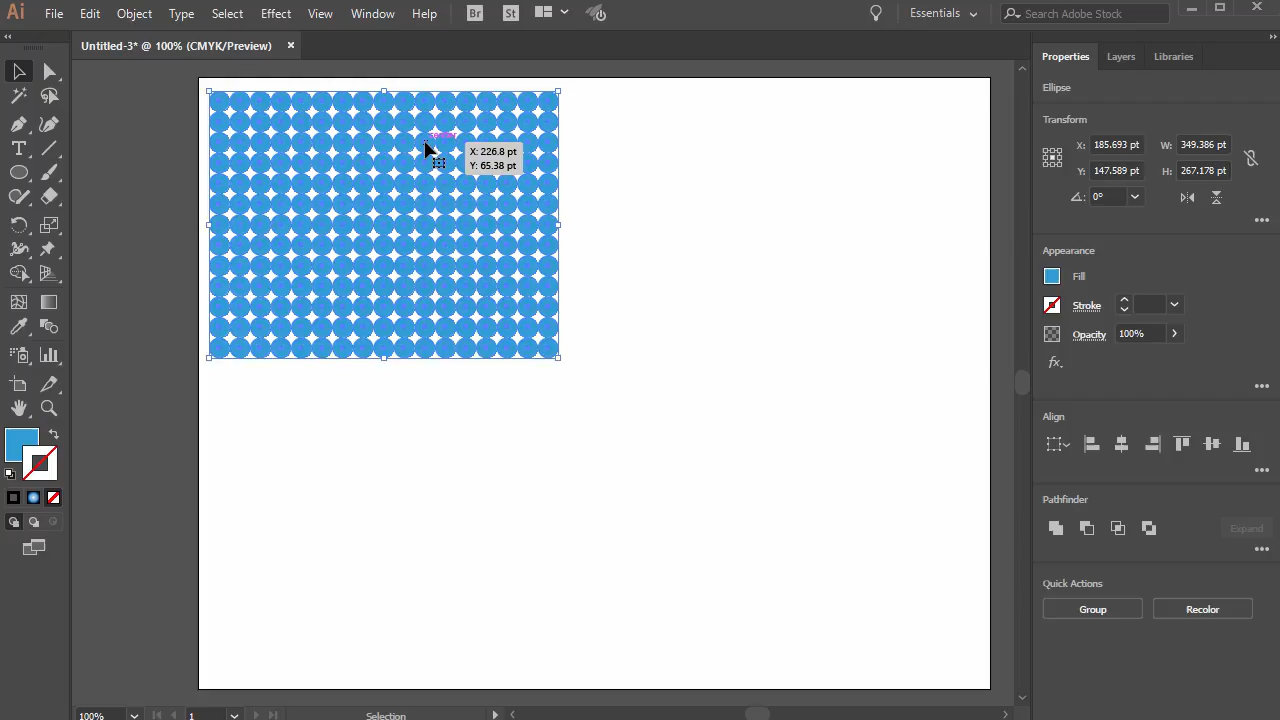 Ai File Edit Object Type Select Effect View Window Help Br St Essentials Search Adobe Stock
Untitled-3* @ 100% (CMYK/Preview) ×
Properties Layers Libraries
Ellipse
Transform
X: 185.693 pt W: 349.386 pt
Y: 147.589 pt H: 267.178 pt
0°
center
X: 226.8 pt
Y: 65.38 pt
Appearance
Fill
Stroke
Opacity 100%
fx.
Align
Pathfinder
Expand
Quick Actions
Group Recolor
100% 1 Selection